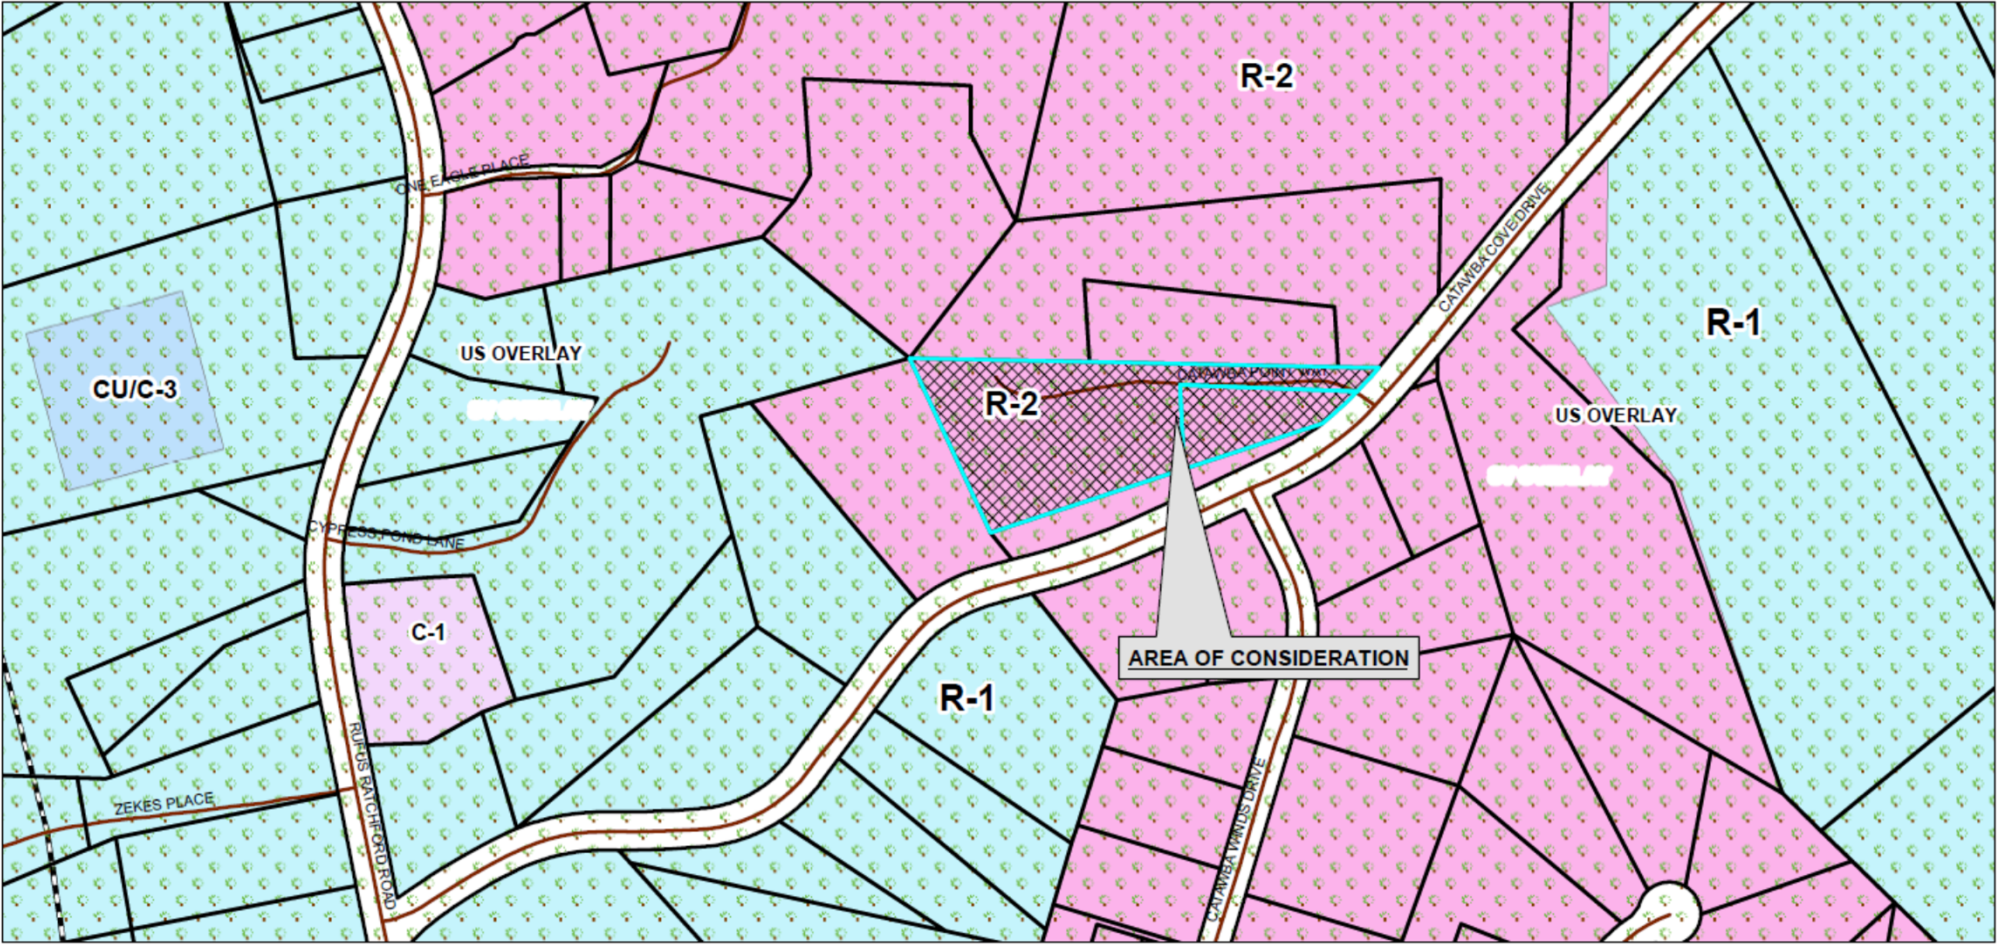 R-2
ONE EAGLE PLACE
CATAWBA COVE DRIVE
R-1
US OVERLAY
CU/C-3
CATAWBA POINT WAY
R-2
US OVERLAY
CYPRESS POND LANE
C-1
AREA OF CONSIDERATION
R-1
RUFUS RATCHFORD ROAD
ZEKES PLACE
CATAWBA WINDS DRIVE